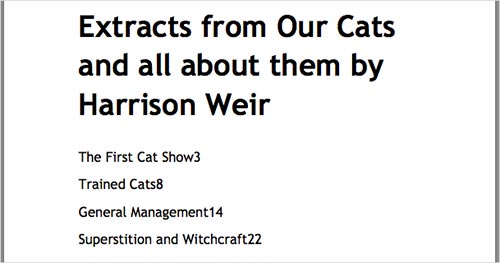 Extracts from Our Cats
and all about them by
Harrison Weir
The First Cat Show3
Trained Cats8
General Management14
Superstition and Witchcraft22